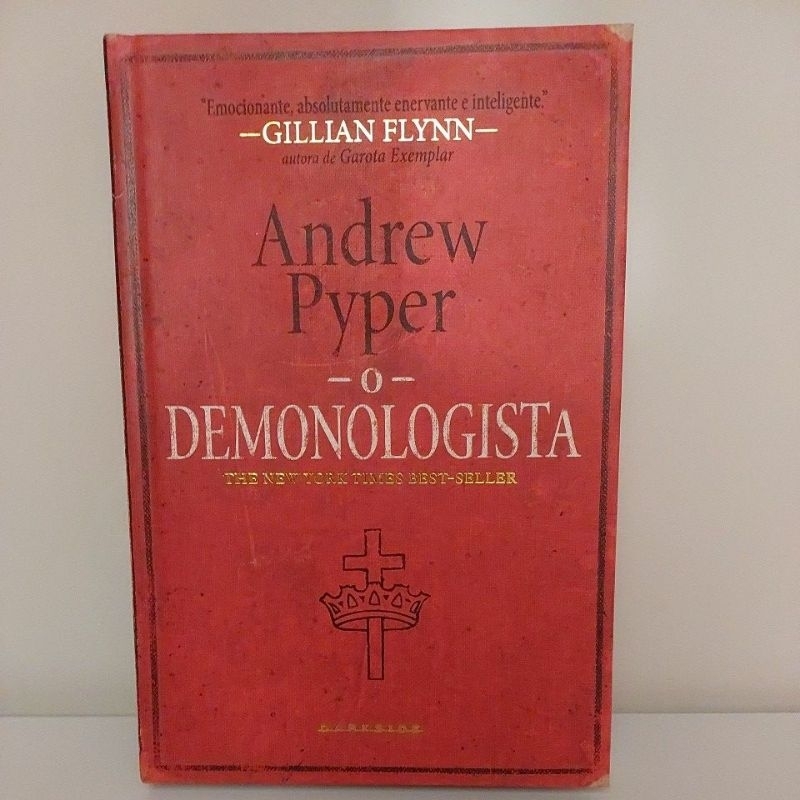 "Emocionante, absolutamente enervante e inteligente."
—GILLIAN FLYNN—
autora de Garota Exemplar
Andrew
Pyper
—O—
DEMONOLOGISTA
THE NEW YORK TIMES BEST-SELLER
DARKSIDE